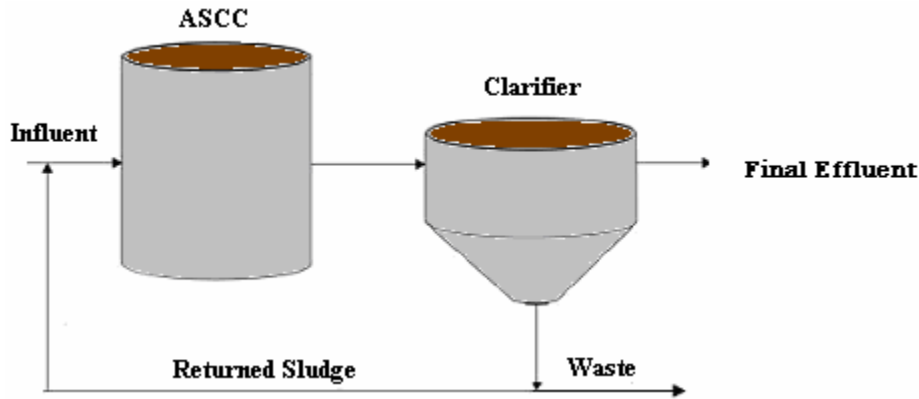 ASCC
Clarifier
Influent
Final Effluent
Returned Sludge
Waste